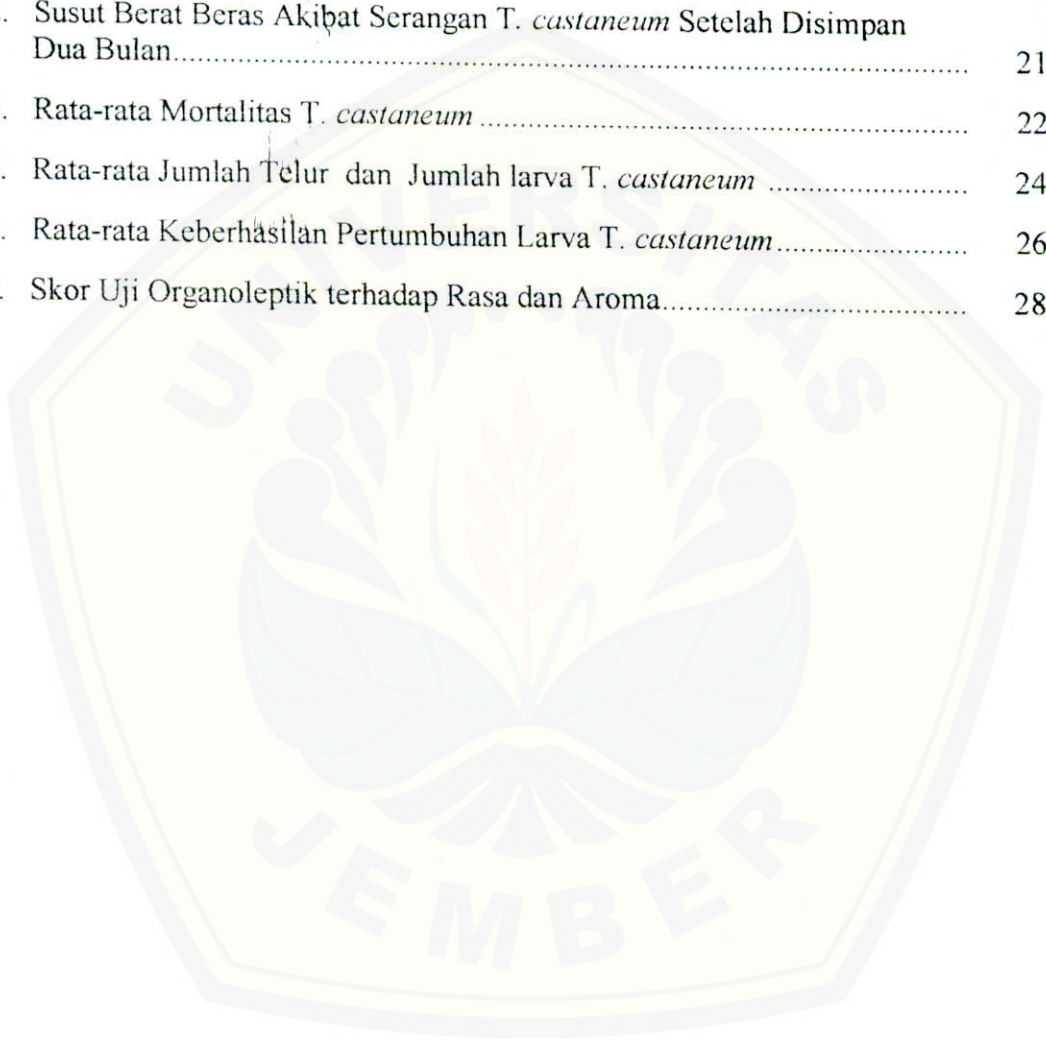 . Susut Berat Beras Akibat Serangan T. castaneum Setelah Disimpan
Dua Bulan........................................................................................................ 21
. Rata-rata Mortalitas T. castaneum ................................................................ 22
. Rata-rata Jumlah Telur dan Jumlah larva T. castaneum .......................... 24
. Rata-rata Keberhasilan Pertumbuhan Larva T. castaneum ......................... 26
. Skor Uji Organoleptik terhadap Rasa dan Aroma........................................ 28
UNIVERSITAS
JEMBER